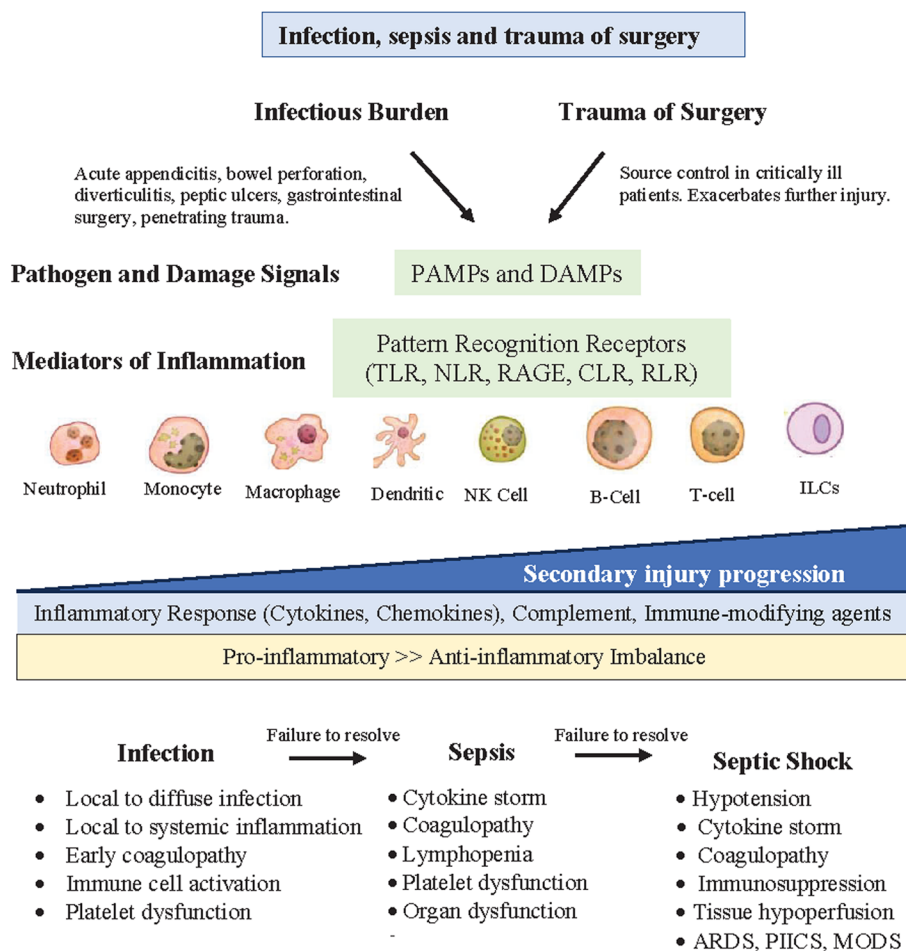 Infection, sepsis and trauma of surgery
Infectious Burden
Trauma of Surgery
Acute appendicitis, bowel perforation,
diverticulitis, peptic ulcers, gastrointestinal
surgery, penetrating trauma.
Source control in critically ill
patients. Exacerbates further injury.
Pathogen and Damage Signals
PAMPs and DAMPs
Mediators of Inflammation
Pattern Recognition Receptors
(TLR, NLR, RAGE, CLR, RLR)
Neutrophil
Monocyte
Macrophage
Dendritic
NK Cell
B-Cell
T-cell
ILCs
Secondary injury progression
Inflammatory Response (Cytokines, Chemokines), Complement, Immune-modifying agents
Pro-inflammatory >> Anti-inflammatory Imbalance
Infection
Failure to resolve
Sepsis
Failure to resolve
Septic Shock
• Local to diffuse infection
• Local to systemic inflammation
• Early coagulopathy
• Immune cell activation
• Platelet dysfunction
• Cytokine storm
• Coagulopathy
• Lymphopenia
• Platelet dysfunction
• Organ dysfunction
-
• Hypotension
• Cytokine storm
• Coagulopathy
• Immunosuppression
• Tissue hypoperfusion
• ARDS, PIICS, MODS